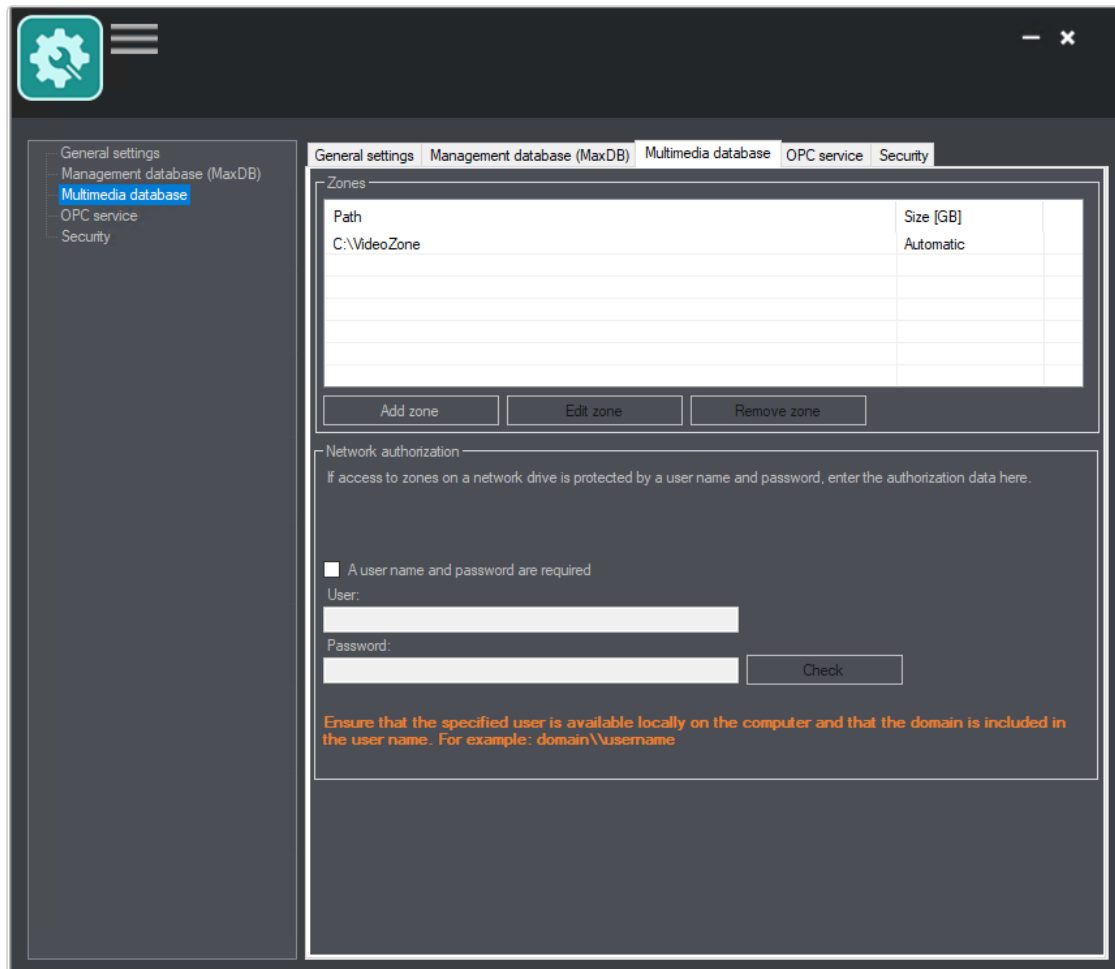 General settings
Management database (MaxDB)
Multimedia database
OPC service
Security
General settings Management database (MaxDB) Multimedia database OPC service Security
Zones
Path Size [GB]
C:\VideoZone Automatic
Add zone Edit zone Remove zone
Network authorization
If access to zones on a network drive is protected by a user name and password, enter the authorization data here.
A user name and password are required
User:
Password:
Check
Ensure that the specified user is available locally on the computer and that the domain is included in
the user name. For example: domain\\username